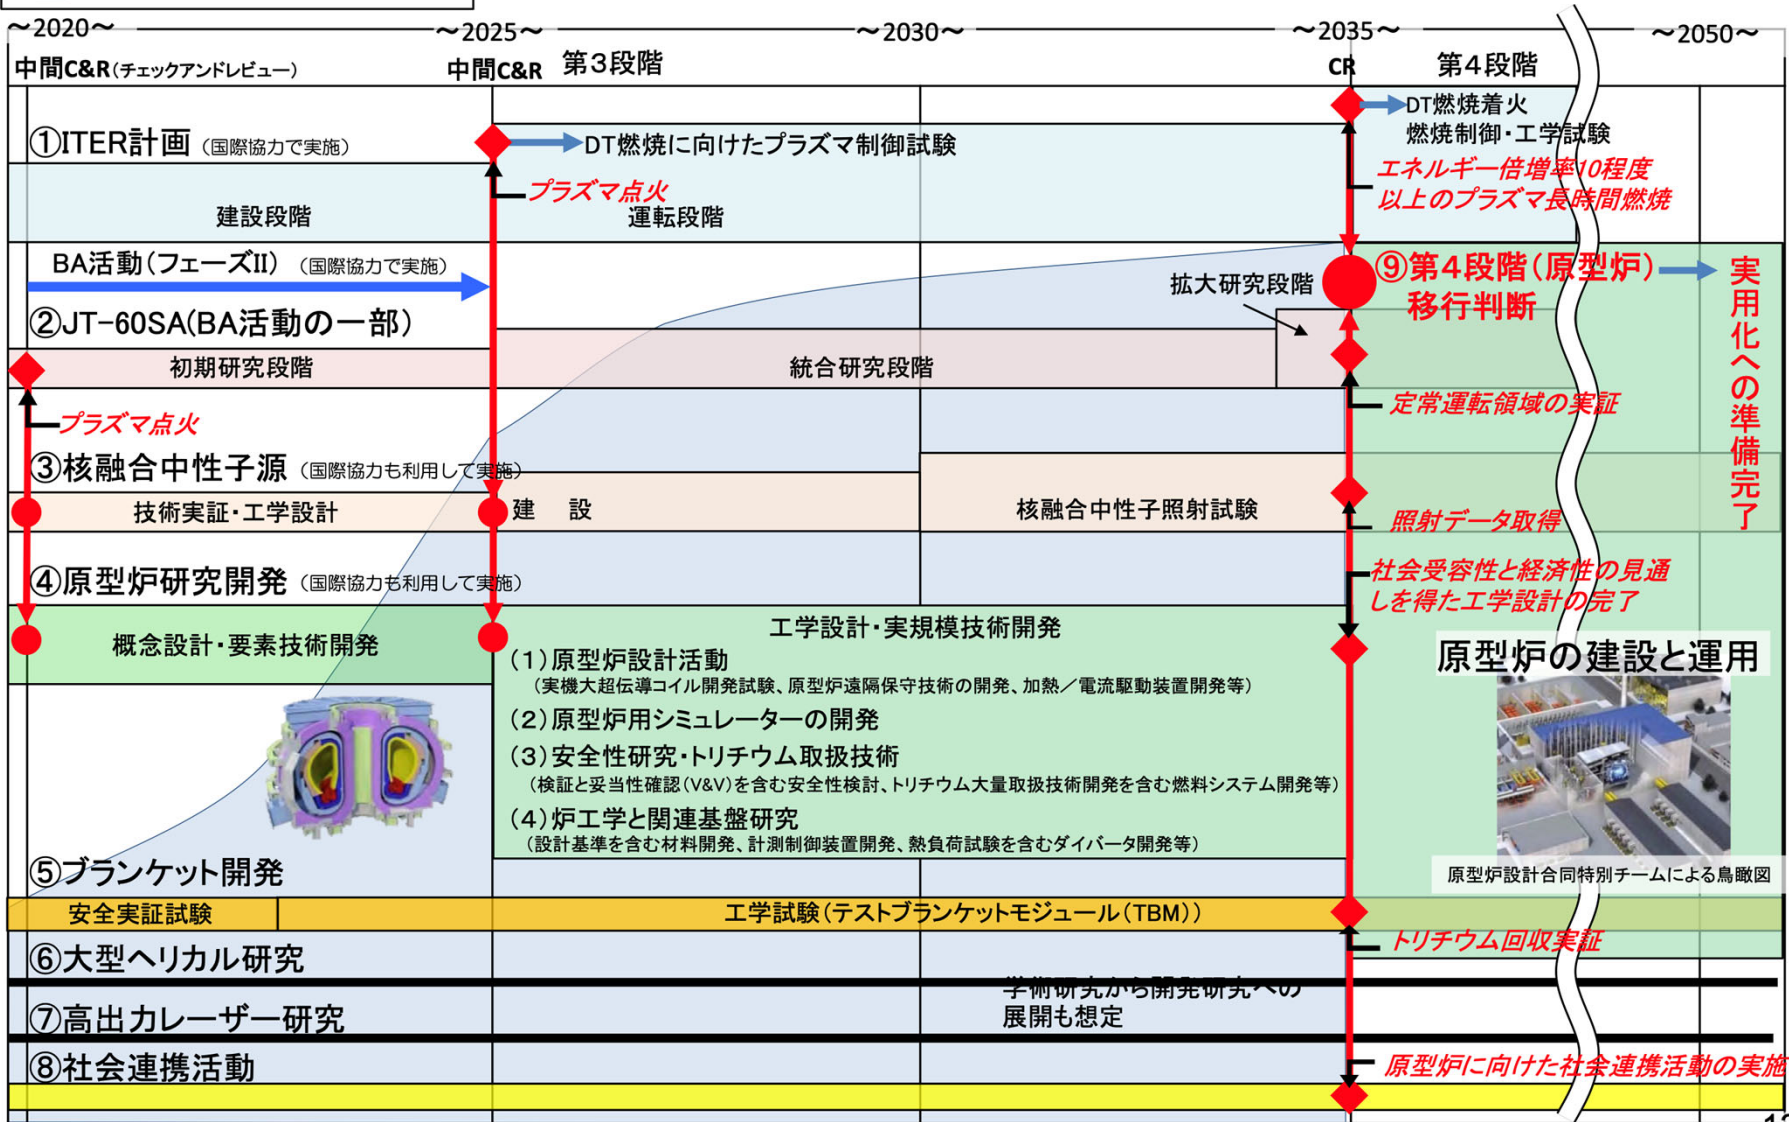 ～2020～
～2025～
～2030～
～2035～
～2050～
中間C&R(チェックアンドレビュー)
中間C&R
第３段階
CR
第４段階
①ITER計画 (国際協力で実施)
DT燃焼に向けたプラズマ制御試験
DT燃焼着火
燃焼制御・工学試験
プラズマ点火
エネルギー倍増率10程度
以上のプラズマ長時間燃焼
建設段階
運転段階
BA活動(フェーズII) (国際協力で実施)
拡大研究段階
⑨第４段階(原型炉)
移行判断
実用化への準備完了
②JT-60SA(BA活動の一部)
初期研究段階
統合研究段階
プラズマ点火
定常運転領域の実証
③核融合中性子源 (国際協力も利用して実施)
技術実証・工学設計
建　設
核融合中性子照射試験
照射データ取得
④原型炉研究開発 (国際協力も利用して実施)
社会受容性と経済性の見通
しを得た工学設計の完了
概念設計・要素技術開発
工学設計・実規模技術開発
(１)原型炉設計活動
(実機大超伝導コイル開発試験、原型炉遠隔保守技術の開発、加熱／電流駆動装置開発等)
(２)原型炉用シミュレーターの開発
(３)安全性研究・トリチウム取扱技術
(検証と妥当性確認(V&V)を含む安全性検討、トリチウム大量取扱技術開発を含む燃料システム開発等)
(４)炉工学と関連基盤研究
(設計基準を含む材料開発、計測制御装置開発、熱負荷試験を含むダイバータ開発等)
原型炉の建設と運用
原型炉設計合同特別チームによる鳥瞰図
⑤ブランケット開発
安全実証試験
工学試験(テストブランケットモジュール(TBM))
トリチウム回収実証
⑥大型ヘリカル研究
学術研究から開発研究への
展開も想定
⑦高出力レーザー研究
⑧社会連携活動
原型炉に向けた社会連携活動の実施